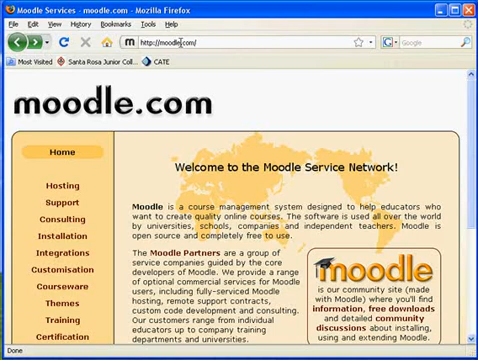 Moodle Services - moodle.com - Mozilla Firefox
File Edit View History Bookmarks Tools Help
http://moodle.com/
Google
Most Visited Santa Rosa Junior Coll... CATE
moodle.com
Home
Hosting
Support
Consulting
Installation
Integrations
Customisation
Courseware
Themes
Training
Certification
Welcome to the Moodle Service Network!
Moodle is a course management system designed to help educators who
want to create quality online courses. The software is used all over the world
by universities, schools, companies and independent teachers. Moodle is
open source and completely free to use.
The Moodle Partners are a group of
service companies guided by the core
developers of Moodle. We provide a
range of optional commercial services for Moodle
users, including fully-serviced Moodle
hosting, remote support contracts,
custom code development and consulting.
Our customers range from individual
educators up to company training
departments and universities.
moodle
is our community site (made
with Moodle) where you'll find
information, free downloads
and detailed community
discussions about installing,
using and extending Moodle.
Done